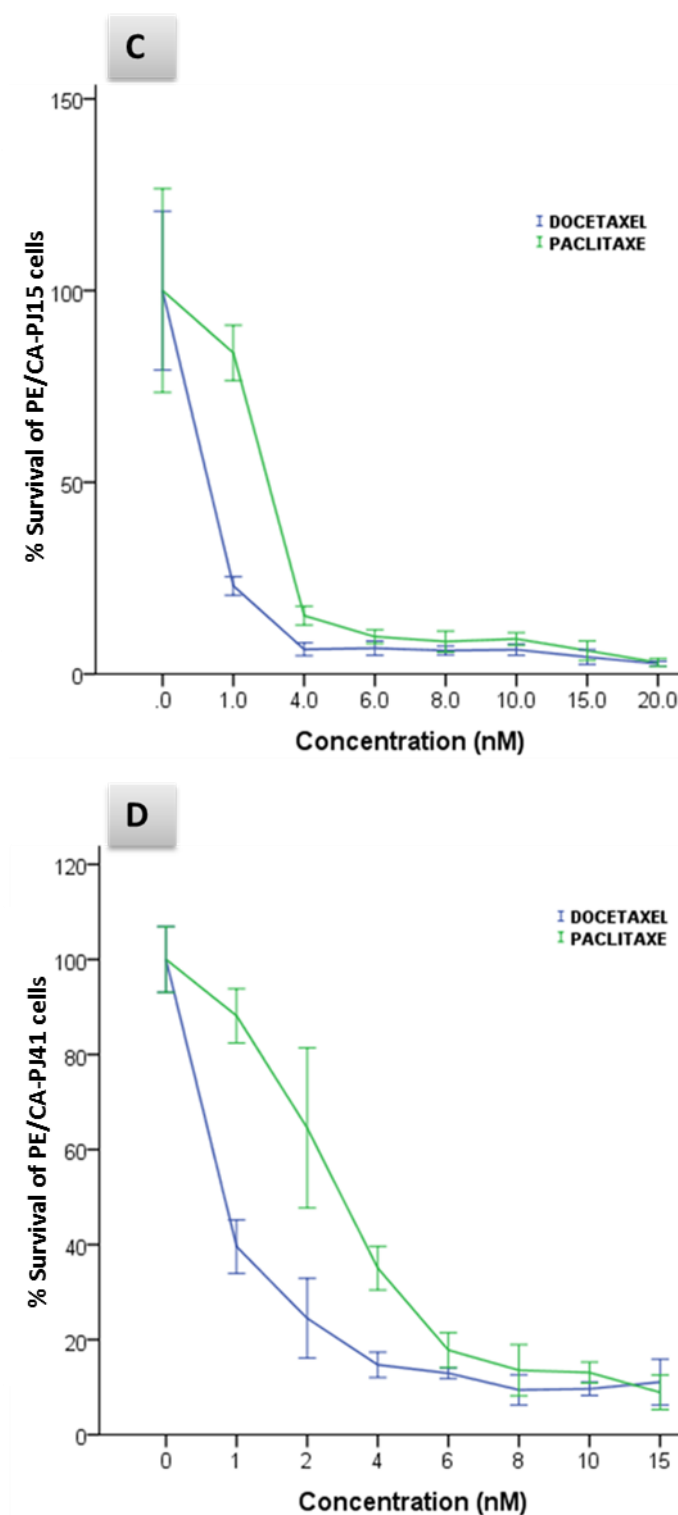 C
150
100
50
0
% Survival of PE/CA-PJ15 cells
DOCETAXEL
PACLITAXE
.0 1.0 4.0 6.0 8.0 10.0 15.0 20.0
Concentration (nM)
D
120
100
80
60
40
20
0
% Survival of PE/CA-PJ41 cells
DOCETAXEL
PACLITAXE
0 1 2 4 6 8 10 15
Concentration (nM)